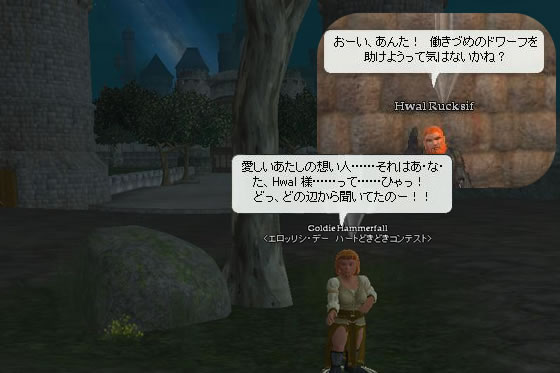 おーい、あんた！　働きづめのドワーフを
助けようって気はないかね？
Hwal Rucksif
愛しいあたしの想い人……それはあ・な・
た、Hwal 様……って……ひゃっ！
どっ、どの辺から聞いてたのー！！
Goldie Hammerfall
<エロッリシ・デー　ハートどきどきコンテスト>